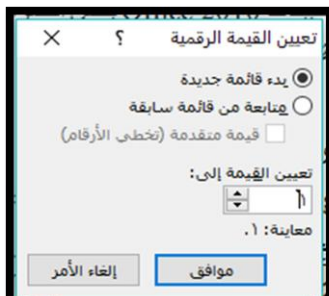 تعيين القيمة الرقمية ؟ ×
بدء قائمة جديدة
متابعة من قائمة سابقة
قيمة متقدمة (تخطي الأرقام)
تعيين القيمة إلى:
١
معاينة: ١.
موافق إلغاء الأمر